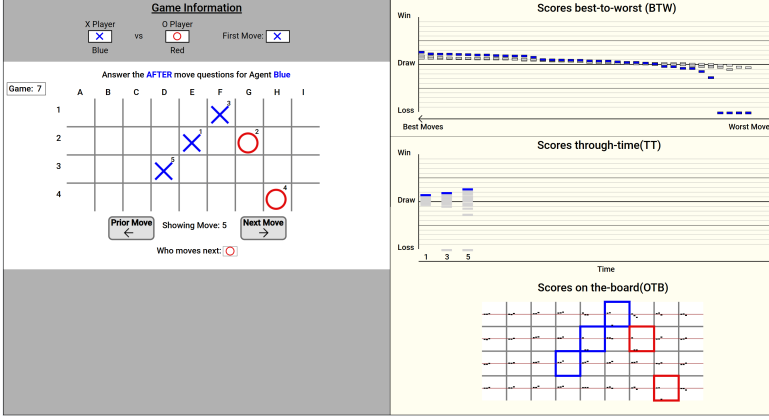 Game Information
X Player
O Player
vs
First Move:
Blue
Red
Answer the AFTER move questions for Agent Blue
Game: 7
A B C D E F G H I
1
2
3
4
3
1
2
5
4
Prior Move
Showing Move: 5
Next Move
Who moves next:
Scores best-to-worst (BTW)
Win
Draw
Loss
Best Moves
Worst Move
Scores through-time(TT)
Win
Draw
Loss
1 3 5
Time
Scores on the-board(OTB)